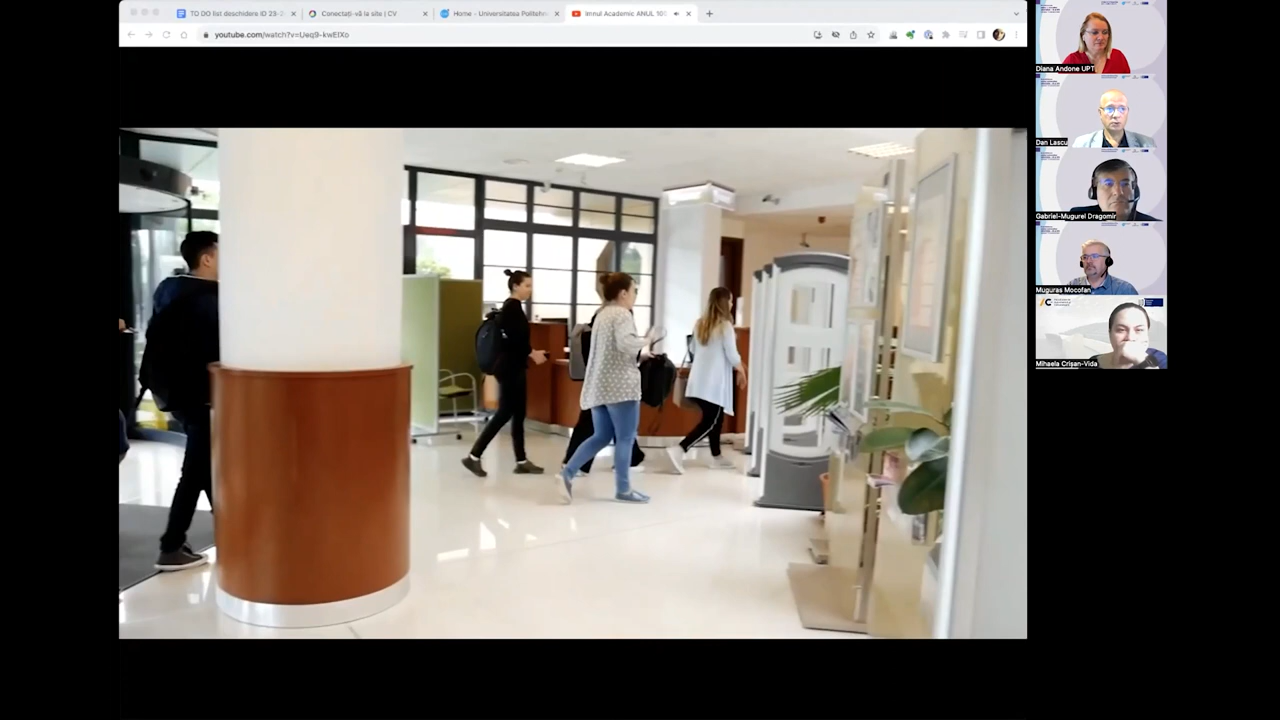 TO DO list deschidere ID 23-2
Conectați-vă la site | CV
Home - Universitatea Politehn
Imnul Academic ANUL 10
youtube.com/watch?v=Ueq9-kwElXo
Diana Andone UPT
Dan Lascu
Gabriel-Mugurel Dragomir
Muguras Mocofan
Mihaela Crișan-Vida